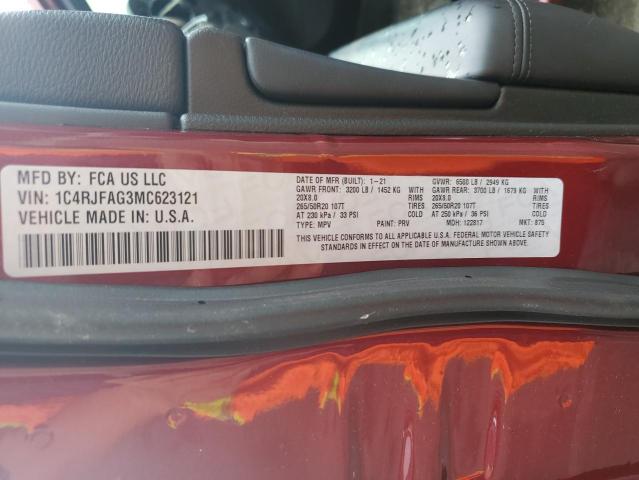 MFD BY: FCA US LLC
VIN: 1C4RJFAG3MC623121
VEHICLE MADE IN: U.S.A.
DATE OF MFR (BUILT): 1-21 GVWR: 6500 LB / 2949 KG
GAWR FRONT: 3200 LB / 1452 KG WITH GAWR REAR: 3700 LB / 1679 KG WITH
20X8.0 RIMS 20X8.0 RIMS
265/50R20 107T TIRES 265/50R20 107T TIRES
AT 230 kPa / 33 PSI COLD AT 250 kPa / 36 PSI COLD
TYPE: MPV PAINT: PRV MDH: 122817 MKT: 875
THIS VEHICLE CONFORMS TO ALL APPLICABLE U.S.A. FEDERAL MOTOR VEHICLE SAFETY
STANDARDS IN EFFECT ON THE DATE OF MANUFACTURE SHOWN ABOVE.